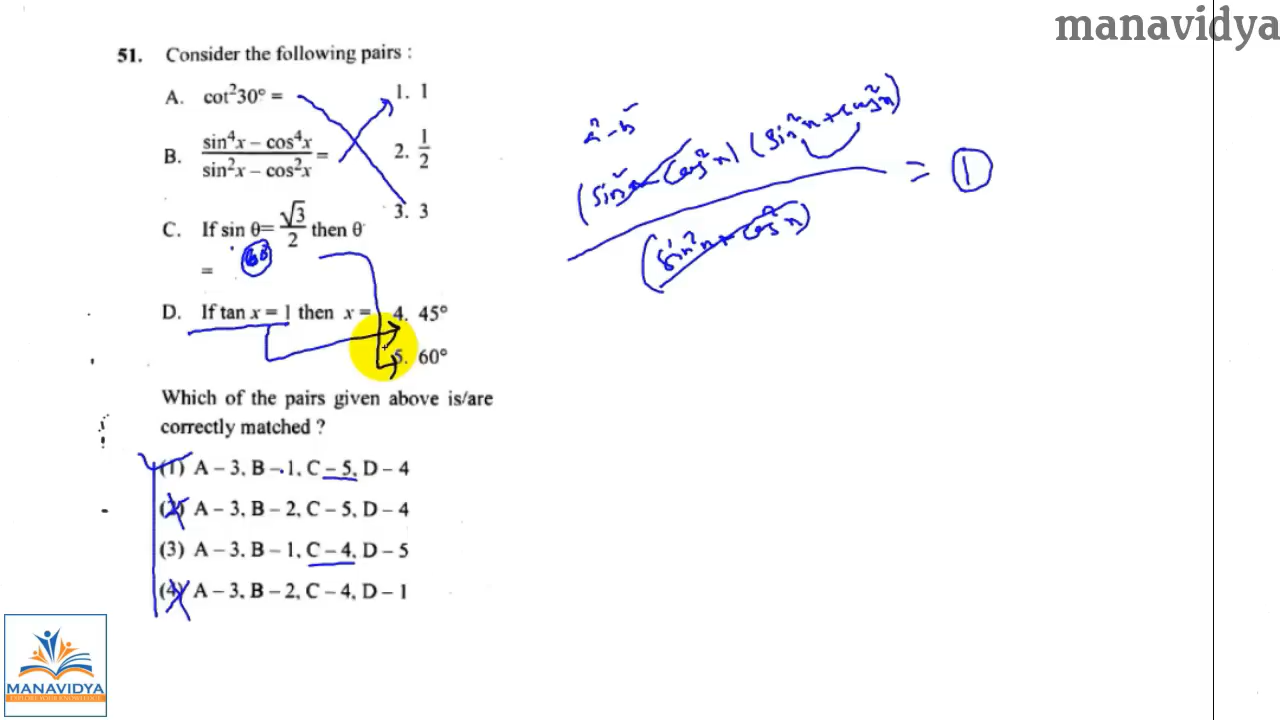 manavidya
51. Consider the following pairs :
A. cot²30° =
1. 1
B. sin⁴x – cos⁴x / sin²x – cos²x =
2. 1/2
3. 3
C. If sin θ= √3/2 then θ
= 60°
D. If tan x = 1 then x =
4. 45°
5. 60°
Which of the pairs given above is/are
correctly matched ?
(1) A – 3, B – 1, C – 5, D – 4
(2) A – 3, B – 2, C – 5, D – 4
(3) A – 3, B – 1, C – 4, D – 5
(4) A – 3, B – 2, C – 4, D – 1
a² – b²
(sin²x – cos²x) (sin²x + cos²x)
= 1
(sin²x + cos²x)
MANAVIDYA